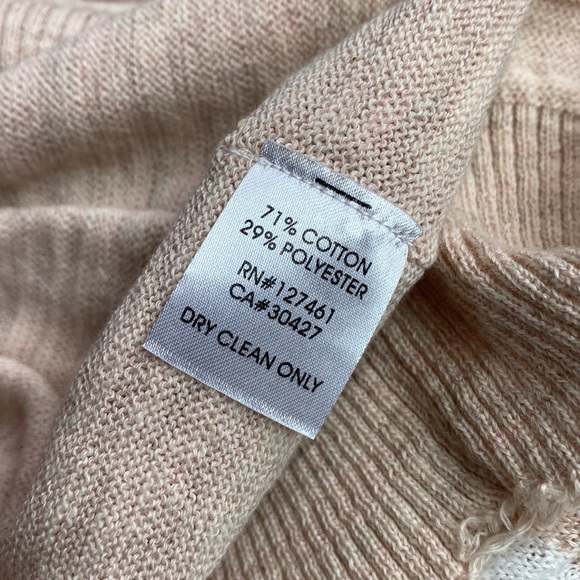 71% COTTON
29% POLYESTER
RN#127461
CA#30427
DRY CLEAN ONLY